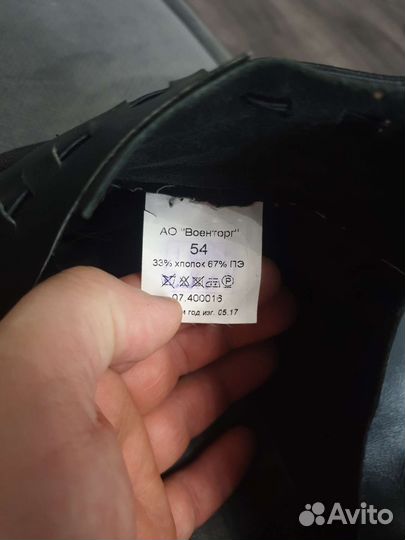 АО "Военторг"
54
33% хлопок 67% ПЭ
07.400016
и год изг. 05.17
Avito